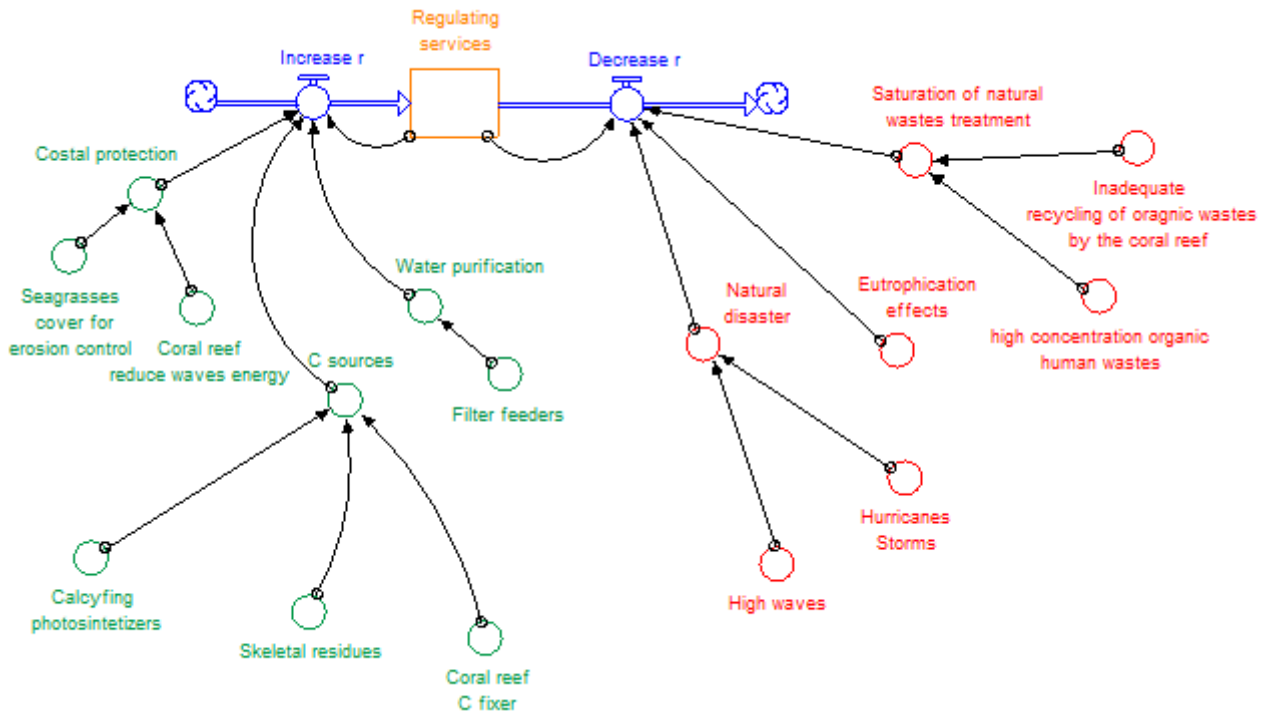 Regulating
services
Increase r
Decrease r
Saturation of natural
wastes treatment
Costal protection
Inadequate
recycling of oragnic wastes
by the coral reef
Water purification
Seagrasses
cover for
erosion control
Coral reef
reduce waves energy
Natural
disaster
Eutrophication
effects
high concentration organic
human wastes
C sources
Filter feeders
Hurricanes
Storms
Calcyfing
photosintetizers
High waves
Skeletal residues
Coral reef
C fixer